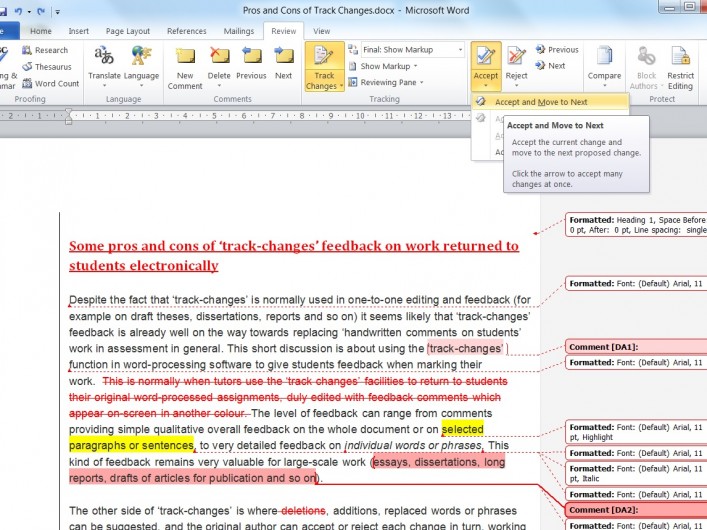 Pros and Cons of Track Changes.docx - Microsoft Word
Home Insert Page Layout References Mailings Review View
Research
Thesaurus
Word Count
Proofing
Translate Language
Language
New Comment Delete Previous Next
Comments
Track Changes
Final: Show Markup
Show Markup
Reviewing Pane
Tracking
Accept Reject
Previous
Next
Compare
Compare
Block Authors
Restrict Editing
Protect
Accept and Move to Next
Accept and Move to Next
Accept the current change and
move to the next proposed change.
Click the arrow to accept many
changes at once.
2 1 1 2 3 4 5 6 7 8
Formatted: Heading 1, Space Before
0 pt, After: 0 pt, Line spacing: single
Some pros and cons of ‘track-changes’ feedback on work returned to
students electronically
Formatted: Font: (Default) Arial, 11
Despite the fact that ‘track-changes’ is normally used in one-to-one editing and feedback (for
example on draft theses, dissertations, reports and so on) it seems likely that ‘track-changes’
feedback is already well on the way towards replacing ‘handwritten comments on students’
work in assessment in general. This short discussion is about using the ‘track-changes’
Comment [DA1]:
function in word-processing software to give students feedback when marking their
Formatted: Font: (Default) Arial, 11
work. This is normally when tutors use the ‘track changes’ facilities to return to students
their original word-processed assignments, duly edited with feedback comments which
appear on-screen in another colour. The level of feedback can range from comments
providing simple qualitative overall feedback on the whole document or on selected
Formatted: Font: (Default) Arial, 11
pt, Highlight
paragraphs or sentences, to very detailed feedback on individual words or phrases. This
Formatted: Font: (Default) Arial, 11
kind of feedback remains very valuable for large-scale work (essays, dissertations, long
Formatted: Font: (Default) Arial, 11
pt, Italic
reports, drafts of articles for publication and so on).
Formatted: Font: (Default) Arial, 11
Comment [DA2]:
The other side of ‘track-changes’ is where deletions, additions, replaced words or phrases
can be suggested, and the original author can accept or reject each change in turn, working